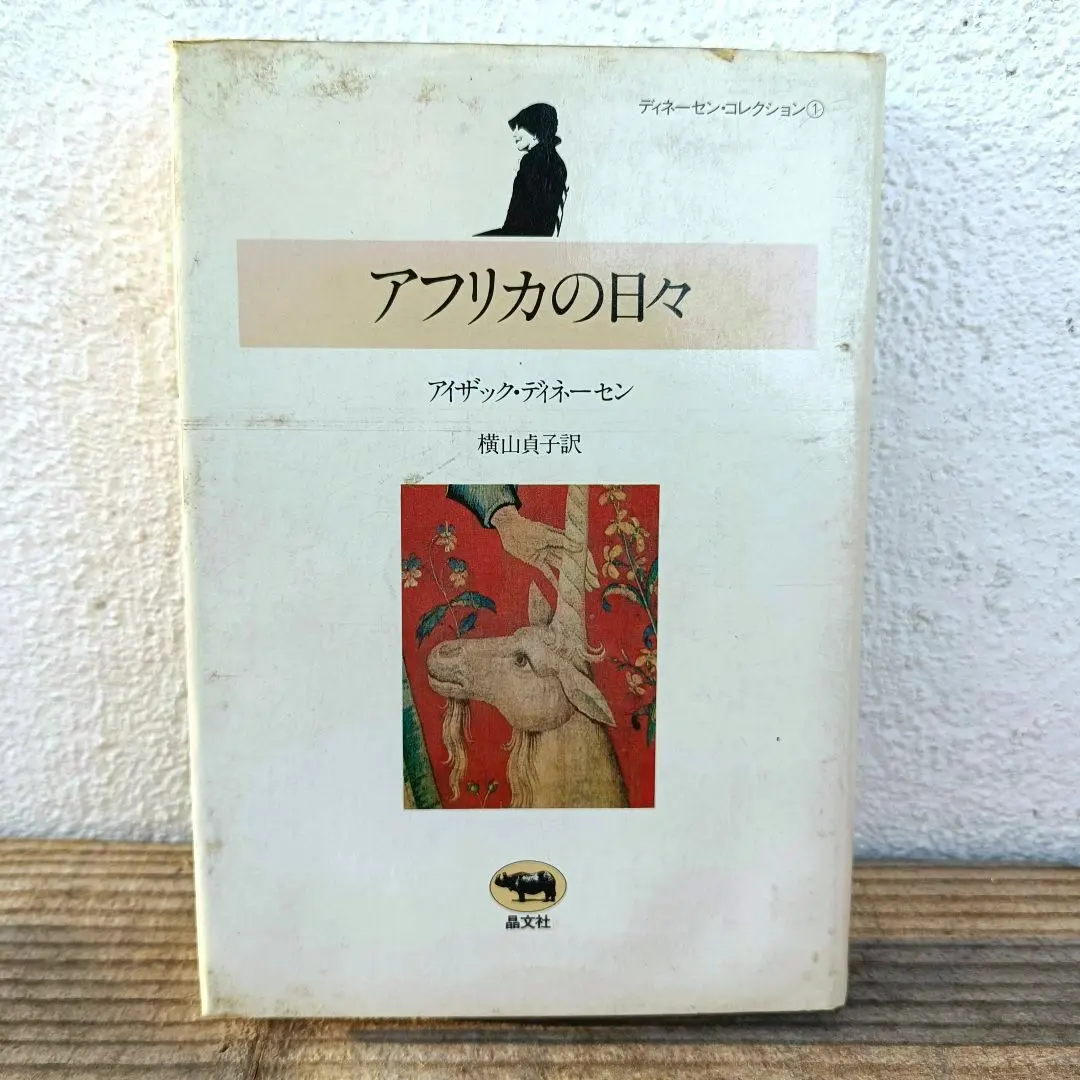 ディネーセン・コレクション①
アフリカの日々
アイザック・ディネーセン
横山貞子訳
晶文社